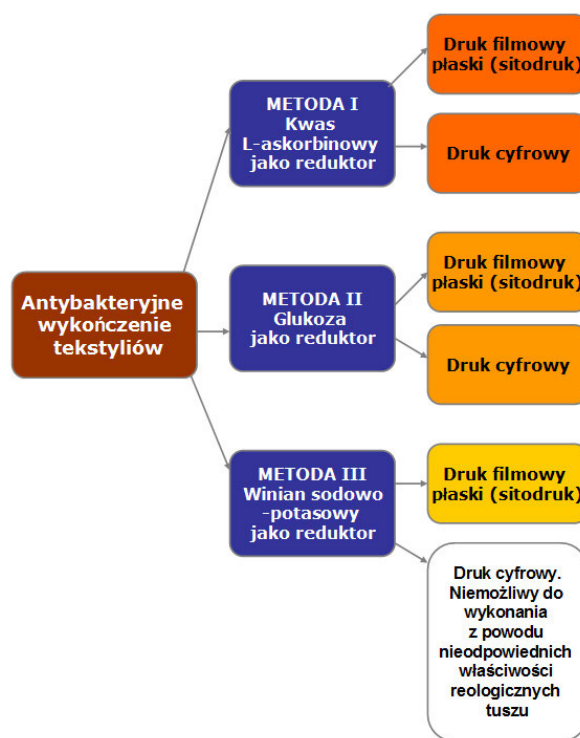 Antybakteryjne
wykończenie
tekstyliów
METODA I
Kwas
L-askorbinowy
jako reduktor
Druk filmowy
płaski (sitodruk)
Druk cyfrowy
METODA II
Glukoza
jako reduktor
Druk filmowy
płaski (sitodruk)
Druk cyfrowy
METODA III
Winian sodowo
-potasowy
jako reduktor
Druk filmowy
płaski (sitodruk)
Druk cyfrowy.
Niemożliwy do
wykonania
z powodu
nieodpowiednich
właściwości
reologicznych
tuszu